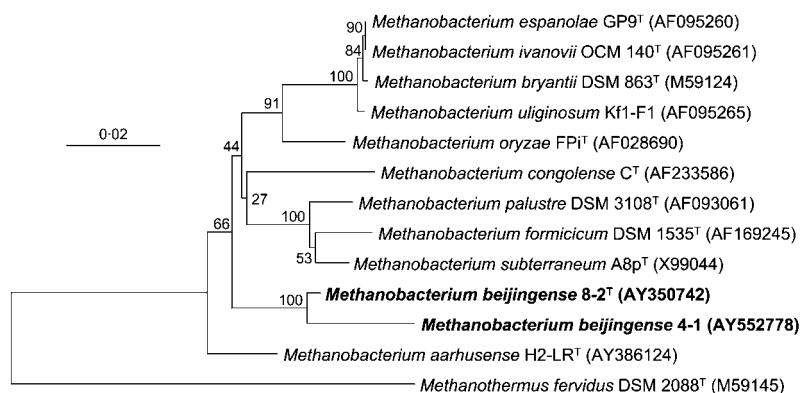 Methanobacterium espolae GP9ᵀ (AF095260)
90
84
Methanobacterium ivanovii OCM 140ᵀ (AF095261)
100
Methanobacterium bryantii DSM 863ᵀ (M59124)
91
Methanobacterium uliginosum Kf1-F1 (AF095265)
0·02
44
Methanobacterium oryzae FPiᵀ (AF028690)
Methanobacterium congolense Cᵀ (AF233586)
27
Methanobacterium palustre DSM 3108ᵀ (AF093061)
100
66
Methanobacterium formicicum DSM 1535ᵀ (AF169245)
53
Methanobacterium subterraneum A8pᵀ (X99044)
100
Methanobacterium beijingense 8-2ᵀ (AY350742)
Methanobacterium beijingense 4-1 (AY552778)
Methanobacterium aarhusense H2-LRᵀ (AY386124)
Methanothermus fervidus DSM 2088ᵀ (M59145)